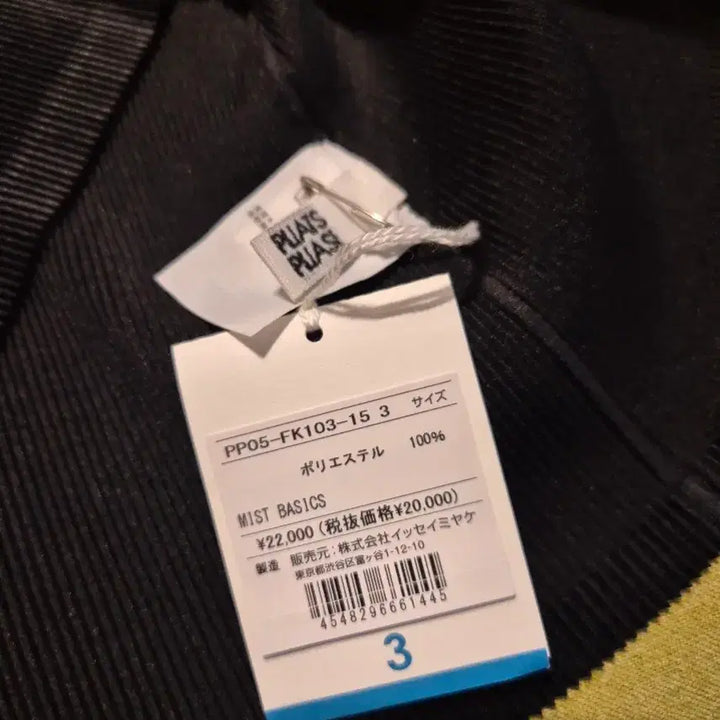 PLEATS
PLEASE
PP05-FK103-15 3 サイズ
ポリエステル 100%
MIST BASICS
¥22,000(税抜価格¥20,000)
製造 販売元:株式会社イッセイミヤケ
東京都渋谷区富ヶ谷1-12-10
4548296661445
3